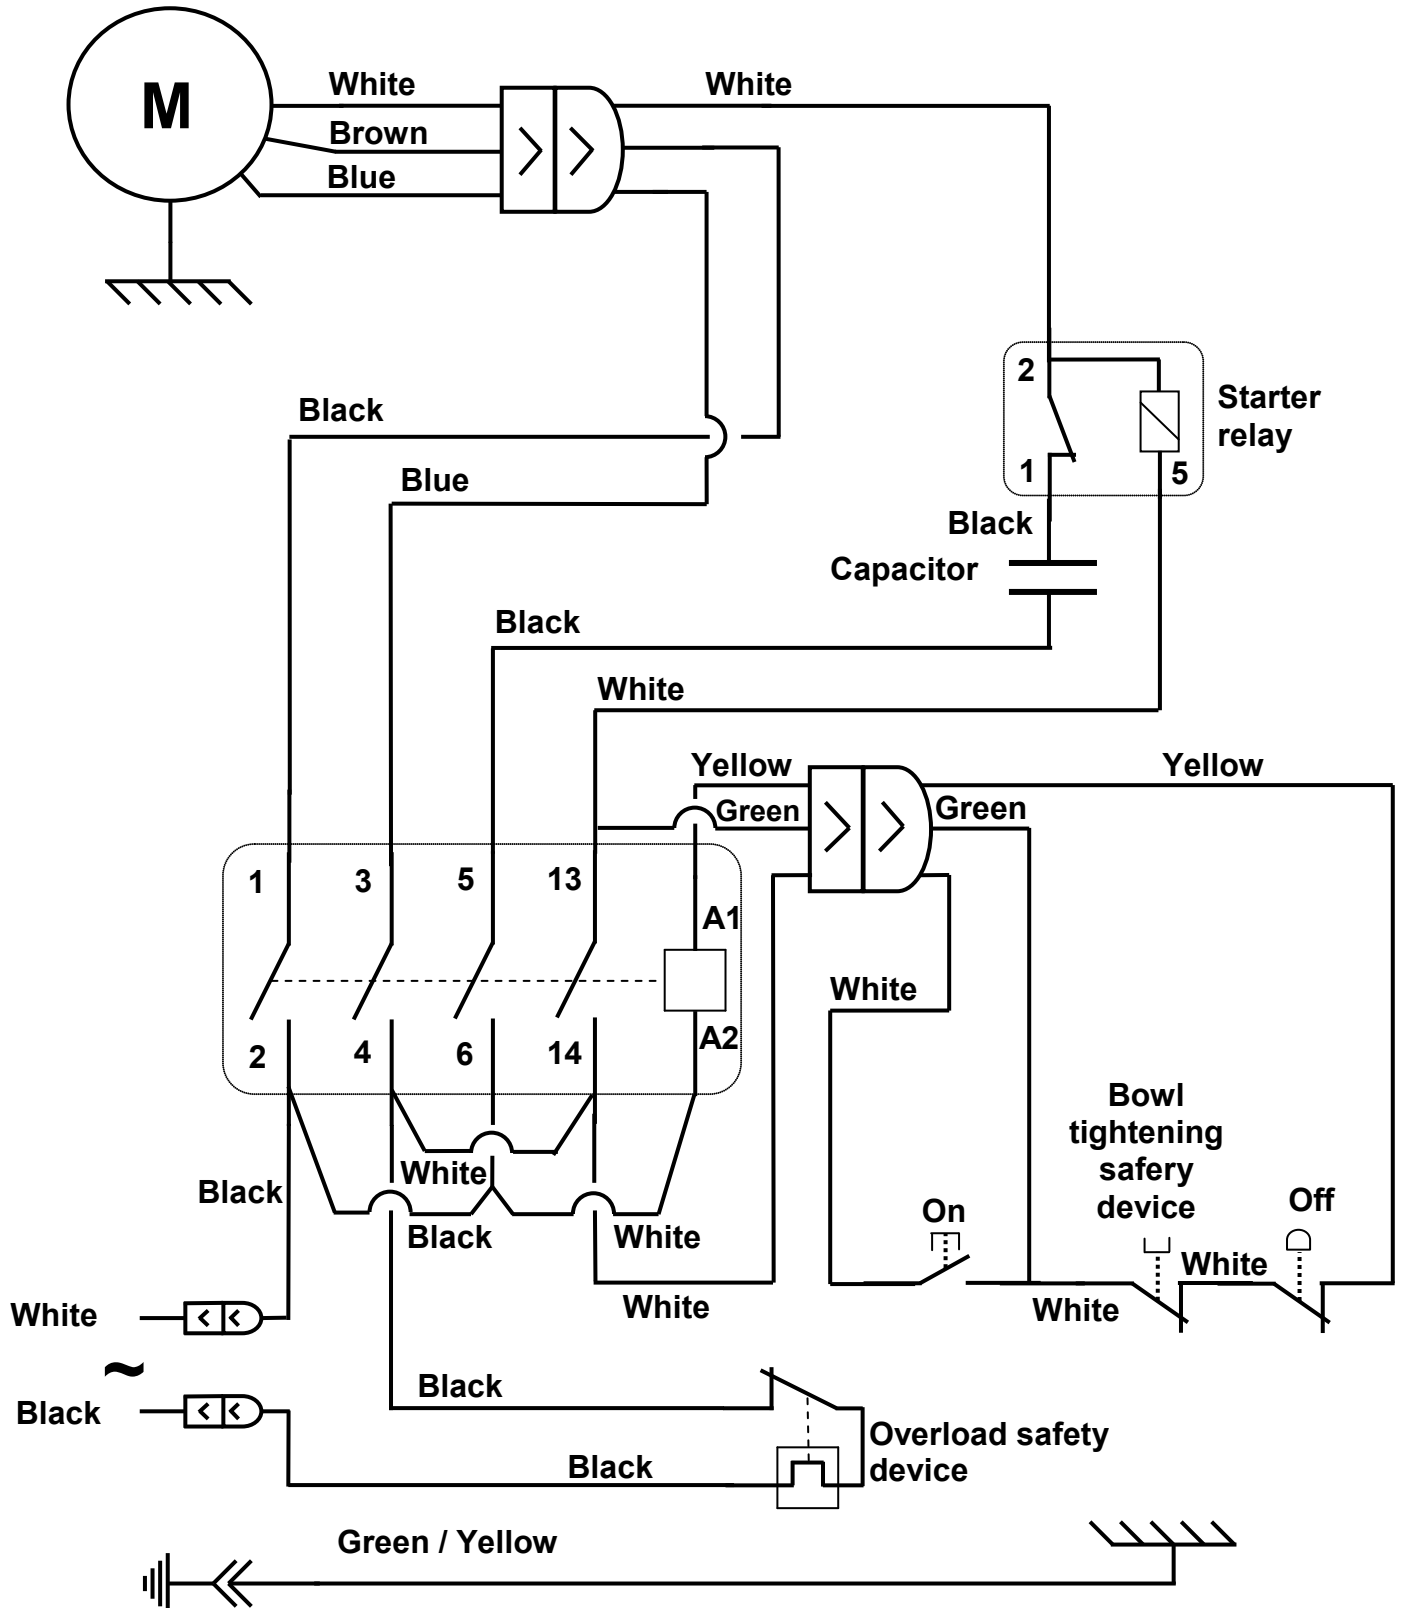 White
White
M
Brown
Blue
2
Starter
relay
Black
1
5
Blue
Black
Capacitor
Black
White
Yellow
Yellow
Green
Green
1
3
5
13
A1
White
A2
2
4
6
14
Bowl
tightening
safery
device
White
Black
Off
On
Black
White
White
White
White
White
~
Black
Black
Overload safety
device
Black
Green / Yellow